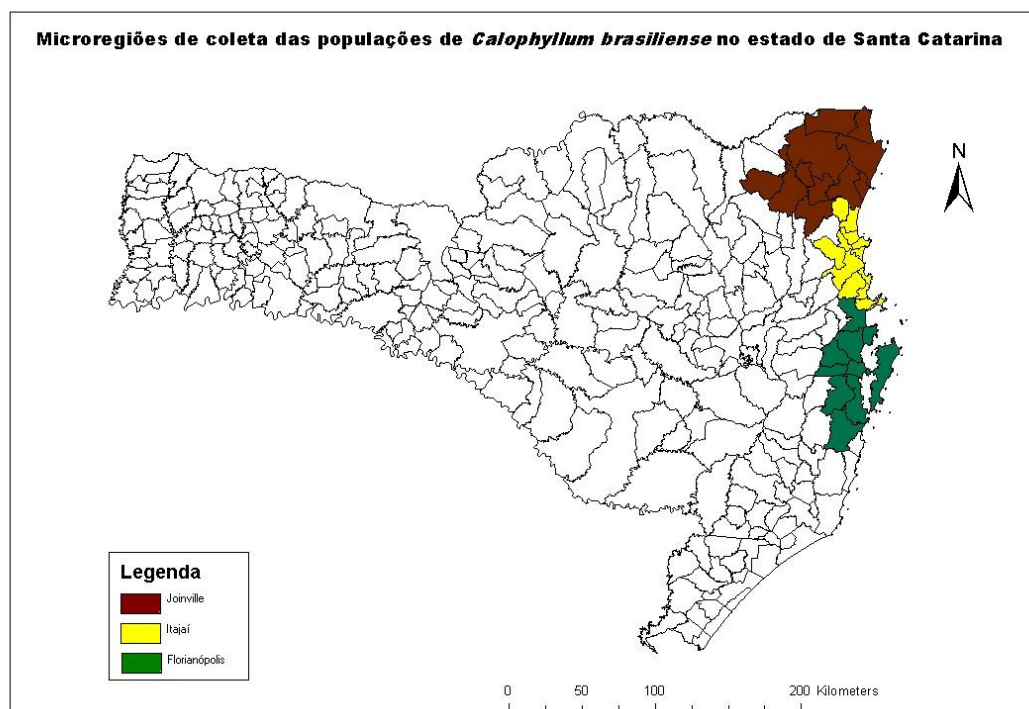 Microregiões de coleta das populações de Calophyllum brasiliense no estado de Santa Catarina
N
Legenda
Joinville
Itajaí
Florianópolis
0 50 100 200 Kilometers